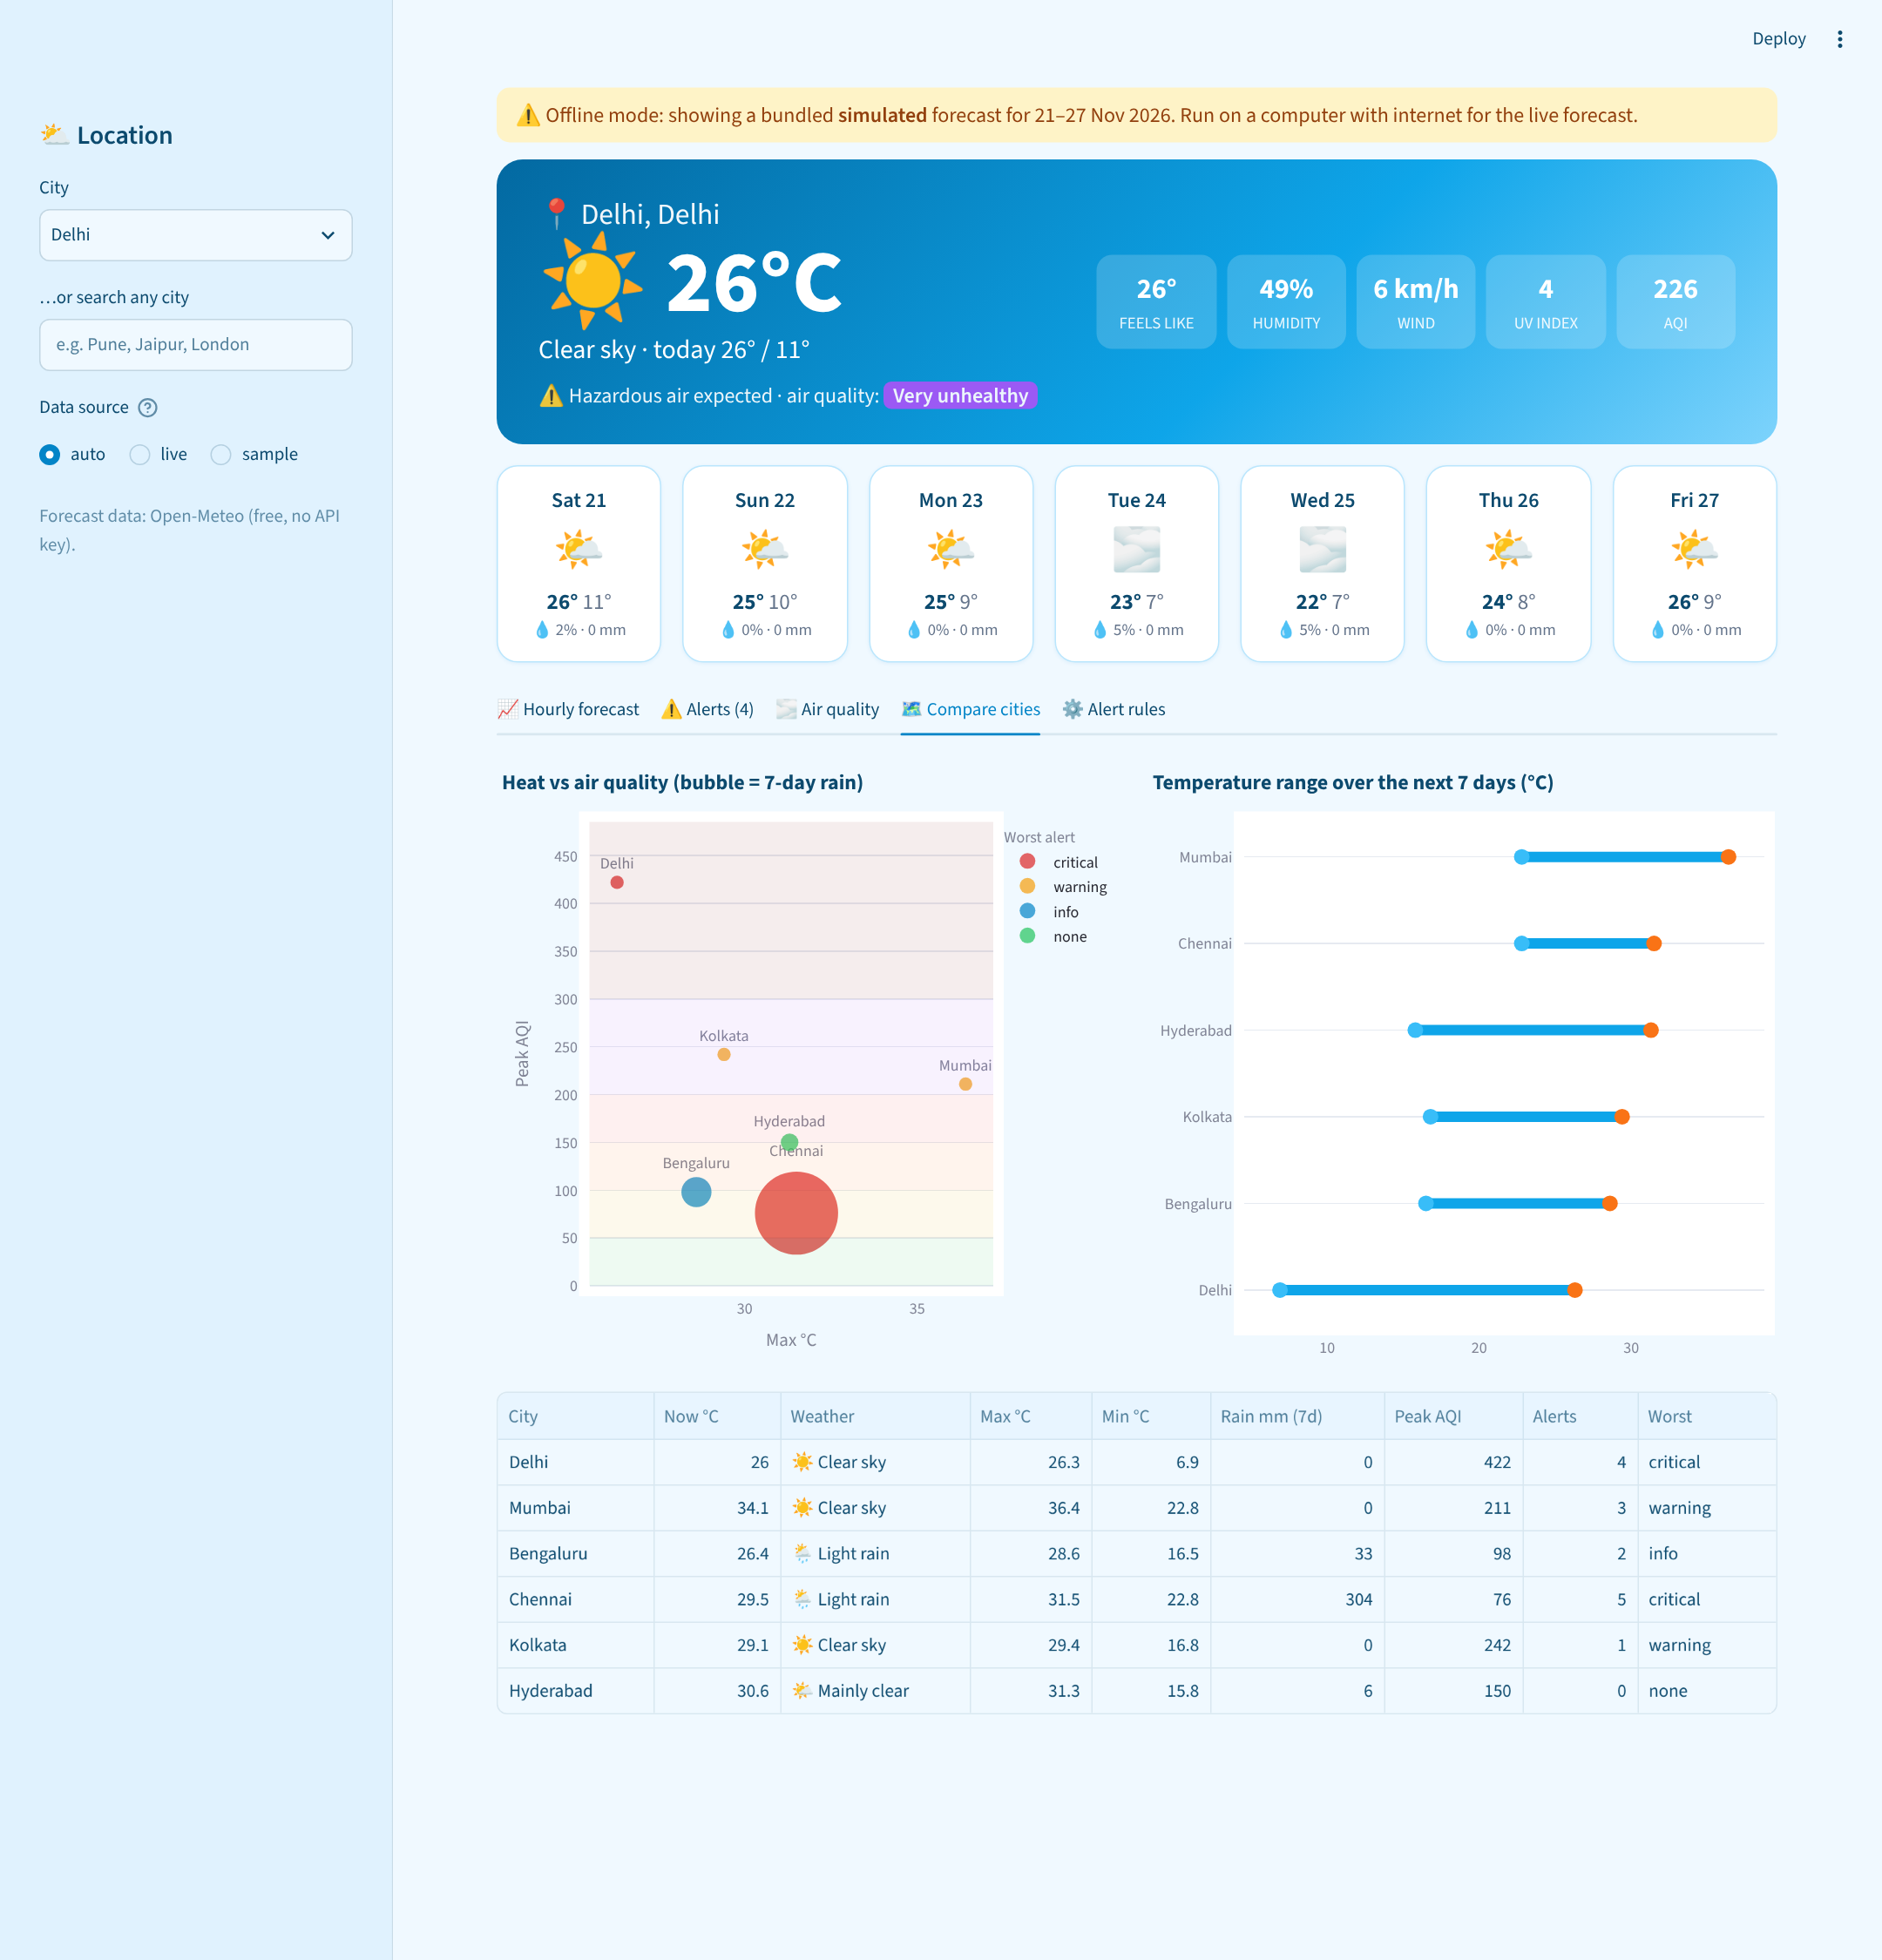 Deploy
⛅ Location
City
Delhi
…or search any city
e.g. Pune, Jaipur, London
Data source
auto live sample
Forecast data: Open-Meteo (free, no API
key).
⚠️ Offline mode: showing a bundled simulated forecast for 21–27 Nov 2026. Run on a computer with internet for the live forecast.
📍 Delhi, Delhi
☀️ 26°C
Clear sky · today 26° / 11°
⚠️ Hazardous air expected · air quality: Very unhealthy
26° 49% 6 km/h 4 226
FEELS LIKE HUMIDITY WIND UV INDEX AQI
Sat 21 Sun 22 Mon 23 Tue 24 Wed 25 Thu 26 Fri 27
26° 11° 25° 10° 25° 9° 23° 7° 22° 7° 24° 8° 26° 9°
💧 2% · 0 mm 💧 0% · 0 mm 💧 0% · 0 mm 💧 5% · 0 mm 💧 5% · 0 mm 💧 0% · 0 mm 💧 0% · 0 mm
📈 Hourly forecast ⚠️ Alerts (4) 🌫️ Air quality 🗺️ Compare cities ⚙️ Alert rules
Heat vs air quality (bubble = 7-day rain)
Peak AQI
450
400
350
300
250
200
150
100
50
0
Delhi
Kolkata
Mumbai
Hyderabad
Chennai
Bengaluru
30 35
Max °C
Worst alert
critical
warning
info
none
Temperature range over the next 7 days (°C)
Mumbai
Chennai
Hyderabad
Kolkata
Bengaluru
Delhi
10 20 30
City Now °C Weather Max °C Min °C Rain mm (7d) Peak AQI Alerts Worst
Delhi 26 ☀️ Clear sky 26.3 6.9 0 422 4 critical
Mumbai 34.1 ☀️ Clear sky 36.4 22.8 0 211 3 warning
Bengaluru 26.4 🌦️ Light rain 28.6 16.5 33 98 2 info
Chennai 29.5 🌦️ Light rain 31.5 22.8 304 76 5 critical
Kolkata 29.1 ☀️ Clear sky 29.4 16.8 0 242 1 warning
Hyderabad 30.6 🌤️ Mainly clear 31.3 15.8 6 150 0 none